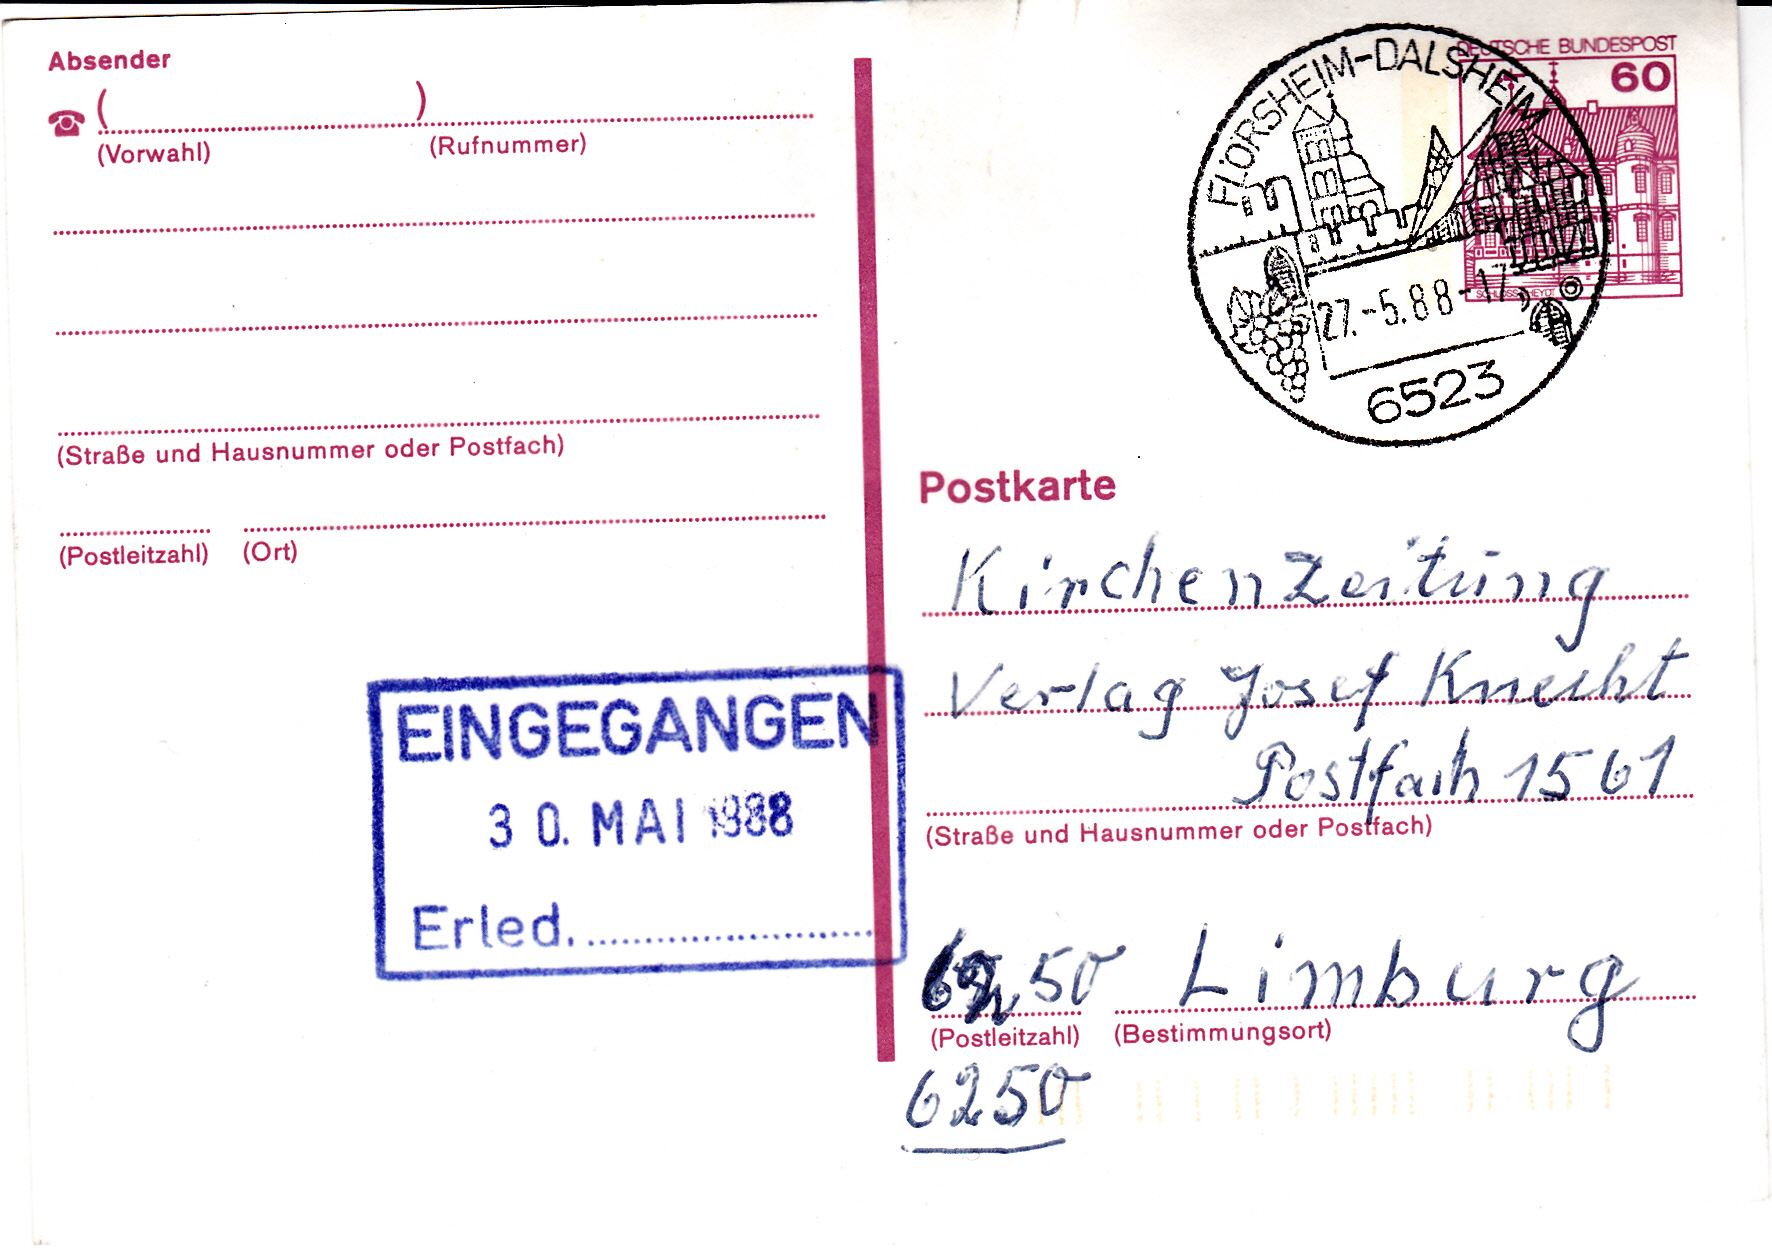 Absender
( )
(Vorwahl) (Rufnummer)
(Straße und Hausnummer oder Postfach)
(Postleitzahl) (Ort)
DEUTSCHE BUNDESPOST
60
FLÖRSHEIM-DALSHEIM
27.-5.88-17
6523
Postkarte
Kirchenzeitung
Verlag Josef Knecht
Postfach 1561
(Straße und Hausnummer oder Postfach)
EINGEGANGEN
30. MAI 1988
Erled.
50 Limburg
(Postleitzahl) (Bestimmungsort)
6250